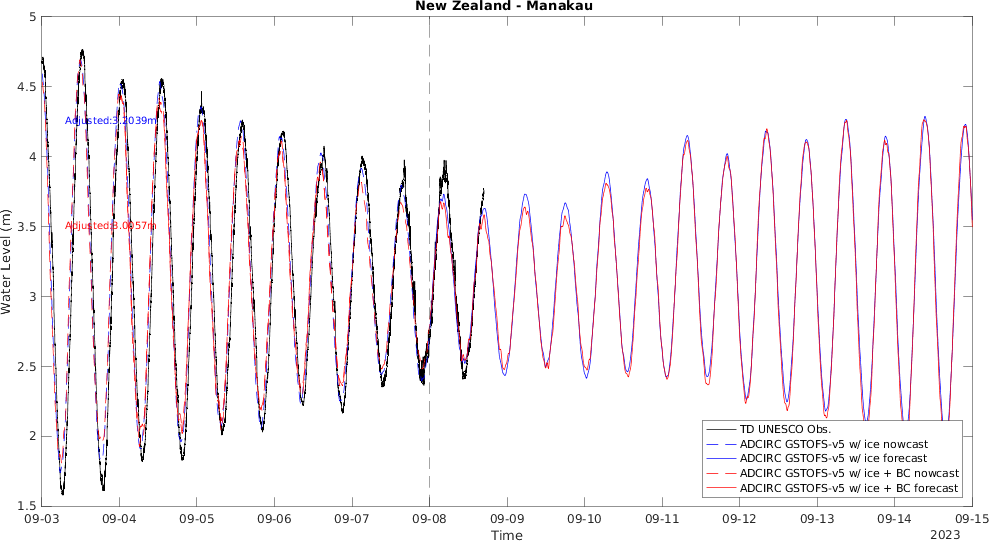 New Zealand - Manakau
Water Level (m)
5
4.5
4
3.5
3
2.5
2
1.5
Adjusted:3.2039m
Adjusted:3.0957m
TD UNESCO Obs.
ADCIRC GSTOFS-v5 w/ ice nowcast
ADCIRC GSTOFS-v5 w/ ice forecast
ADCIRC GSTOFS-v5 w/ ice + BC nowcast
ADCIRC GSTOFS-v5 w/ ice + BC forecast
09-03 09-04 09-05 09-06 09-07 09-08 09-09 09-10 09-11 09-12 09-13 09-14 09-15
Time
2023